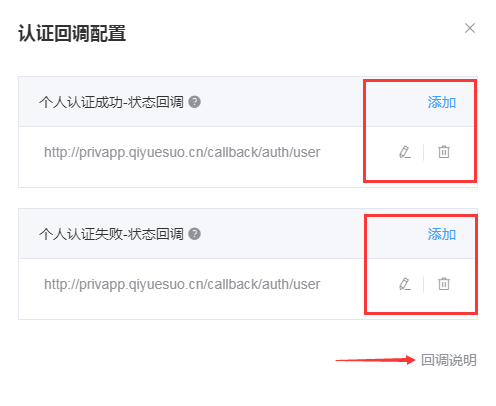 认证回调配置
个人认证成功-状态回调 添加
http://privapp.qiyuesuo.cn/callback/auth/user
个人认证失败-状态回调 添加
http://privapp.qiyuesuo.cn/callback/auth/user
回调说明